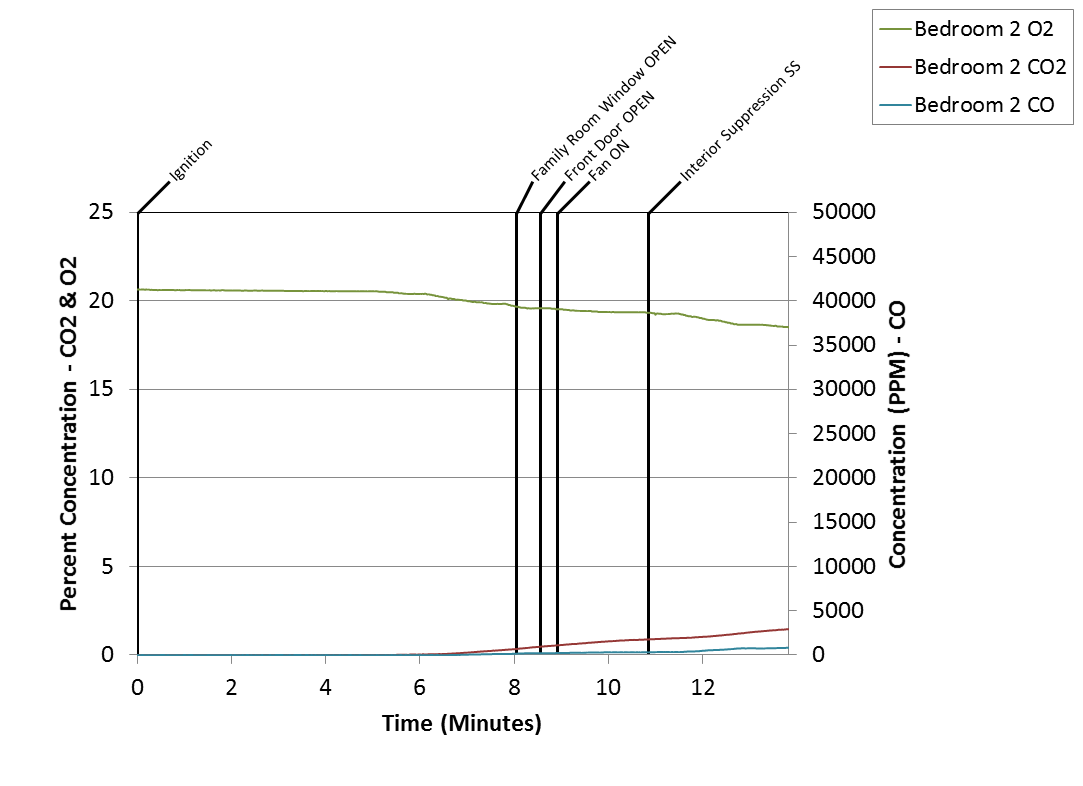 Bedroom 2 O2
Bedroom 2 CO2
Bedroom 2 CO
Ignition
Family Room Window OPEN
Front Door OPEN
Fan ON
Interior Suppression SS
Percent Concentration - CO2 & O2
25
20
15
10
5
0
50000
45000
40000
35000
30000
25000
20000
15000
10000
5000
0
Concentration (PPM) - CO
0 2 4 6 8 10 12
Time (Minutes)